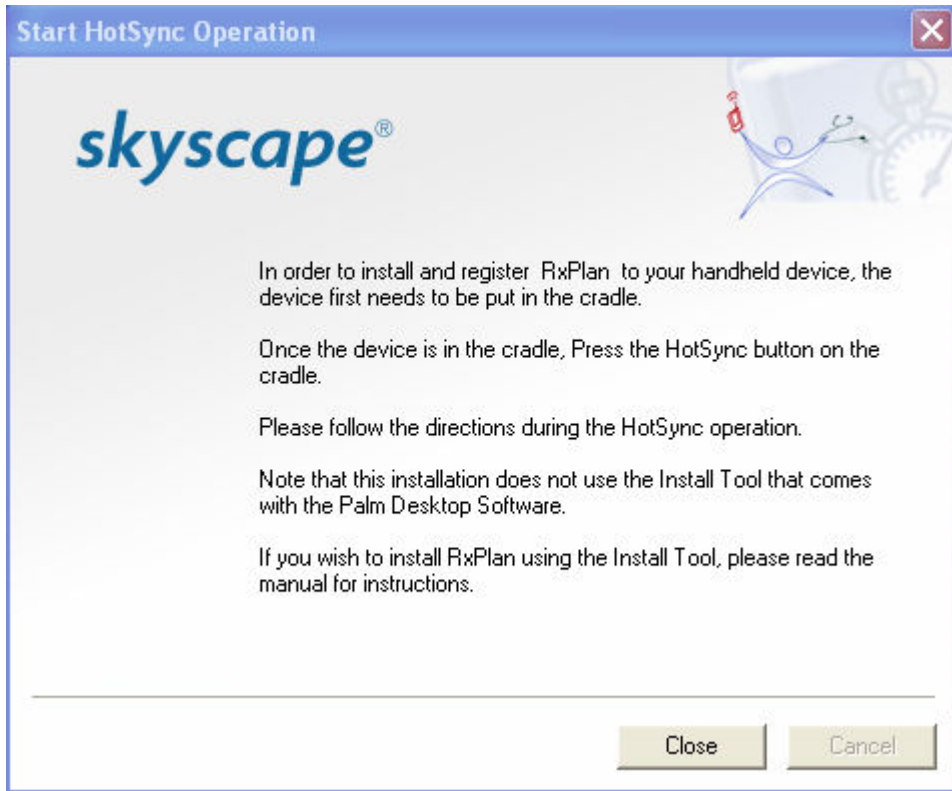 Start HotSync Operation
skyscape®
In order to install and register RxPlan to your handheld device, the
device first needs to be put in the cradle.
Once the device is in the cradle, Press the HotSync button on the
cradle.
Please follow the directions during the HotSync operation.
Note that this installation does not use the Install Tool that comes
with the Palm Desktop Software.
If you wish to install RxPlan using the Install Tool, please read the
manual for instructions.
Close Cancel